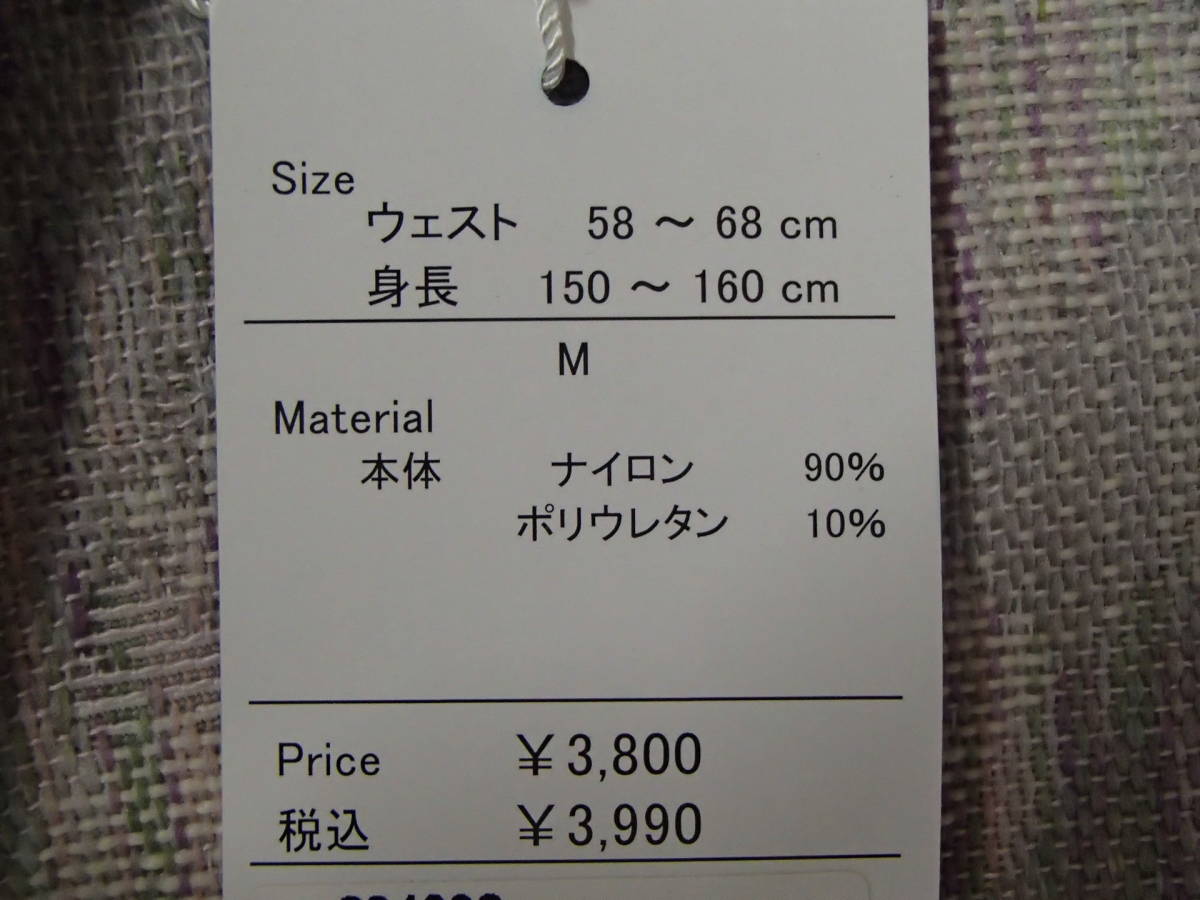 Size
ウェスト 58 ～ 68 cm
身長 150 ～ 160 cm
M
Material
本体 ナイロン 90%
ポリウレタン 10%
Price ￥3,800
税込 ￥3,990